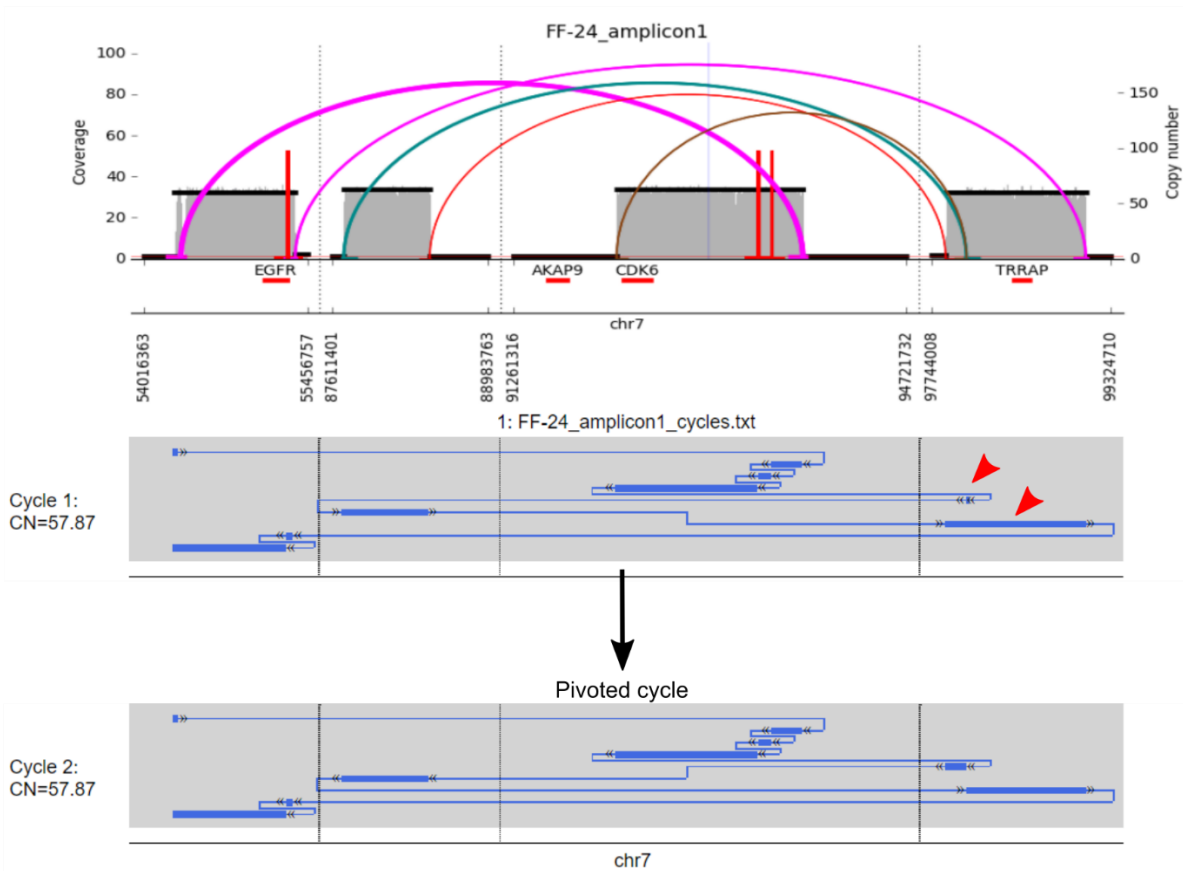 FF-24_amplicon1
100
80
60
40
20
0
Coverage
150
100
50
0
Copy number
EGFR
AKAP9
CDK6
TRRAP
chr7
54016363
55456757
87611401
88983763
91261316
94721732
97744008
99324710
1: FF-24_amplicon1_cycles.txt
Cycle 1:
CN=57.87
Pivoted cycle
Cycle 2:
CN=57.87
chr7